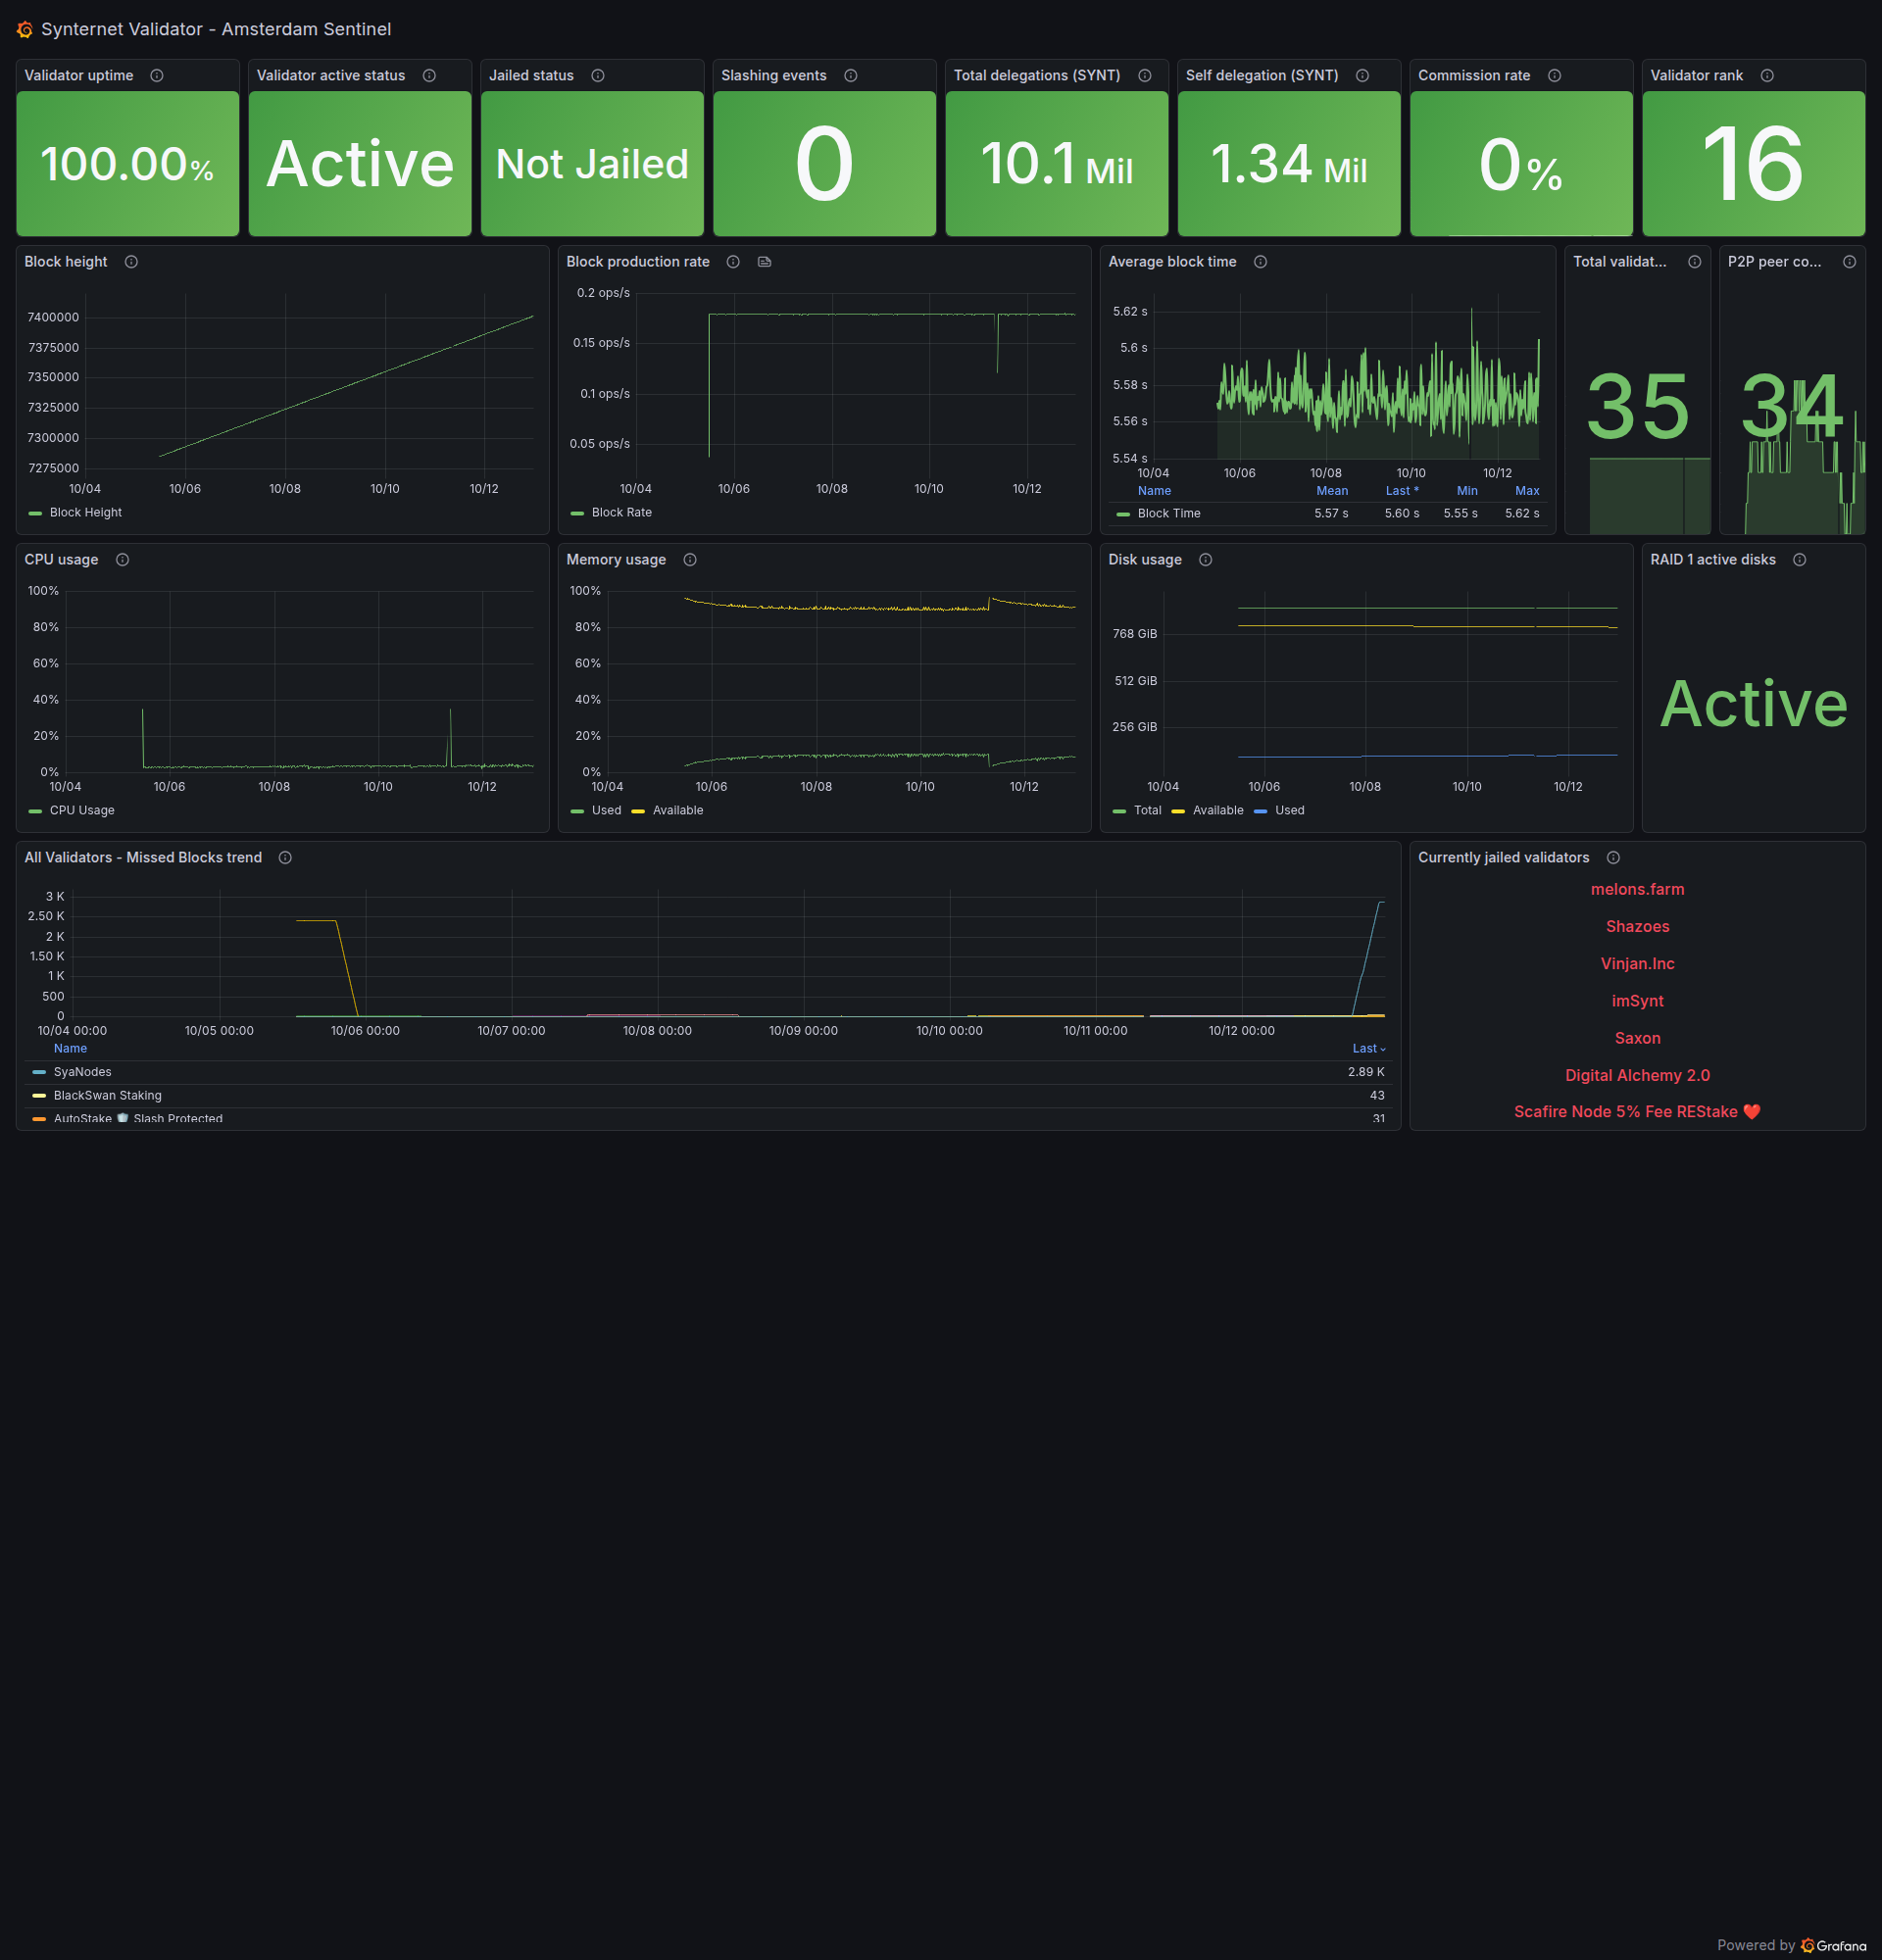 Synternet Validator - Amsterdam Sentinel
Validator uptime
Validator active status
Jailed status
Slashing events
Total delegations (SYNT)
Self delegation (SYNT)
Commission rate
Validator rank
100.00%
Active
Not Jailed
0
10.1 Mil
1.34 Mil
0%
16
Block height
7400000
7375000
7350000
7325000
7300000
7275000
10/04 10/06 10/08 10/10 10/12
Block Height
Block production rate
0.2 ops/s
0.15 ops/s
0.1 ops/s
0.05 ops/s
10/04 10/06 10/08 10/10 10/12
Block Rate
Average block time
5.62 s
5.6 s
5.58 s
5.56 s
5.54 s
10/04 10/06 10/08 10/10 10/12
Name Mean Last * Min Max
Block TIme 5.57 s 5.60 s 5.55 s 5.62 s
Total validat...
35
P2P peer co...
34
CPU usage
100%
80%
60%
40%
20%
0%
10/04 10/06 10/08 10/10 10/12
CPU Usage
Memory usage
100%
80%
60%
40%
20%
0%
10/04 10/06 10/08 10/10 10/12
Used Available
Disk usage
768 GiB
512 GiB
256 GiB
10/04 10/06 10/08 10/10 10/12
Total Available Used
RAID 1 active disks
Active
All Validators - Missed Blocks trend
3 K
2.50 K
2 K
1.50 K
1 K
500
0
10/04 00:00 10/05 00:00 10/06 00:00 10/07 00:00 10/08 00:00 10/09 00:00 10/10 00:00 10/11 00:00 10/12 00:00
Name Last
SyaNodes 2.89 K
BlackSwan Staking 43
AutoStake 🛡️ Slash Protected 31
Currently jailed validators
melons.farm
Shazoes
Vinjan.Inc
imSynt
Saxon
Digital Alchemy 2.0
Scafire Node 5% Fee REStake ❤️
Powered by Grafana